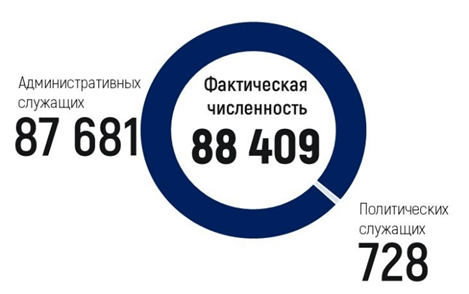 Административных
служащих
87 681
Фактическая
численность
88 409
Политических
служащих
728